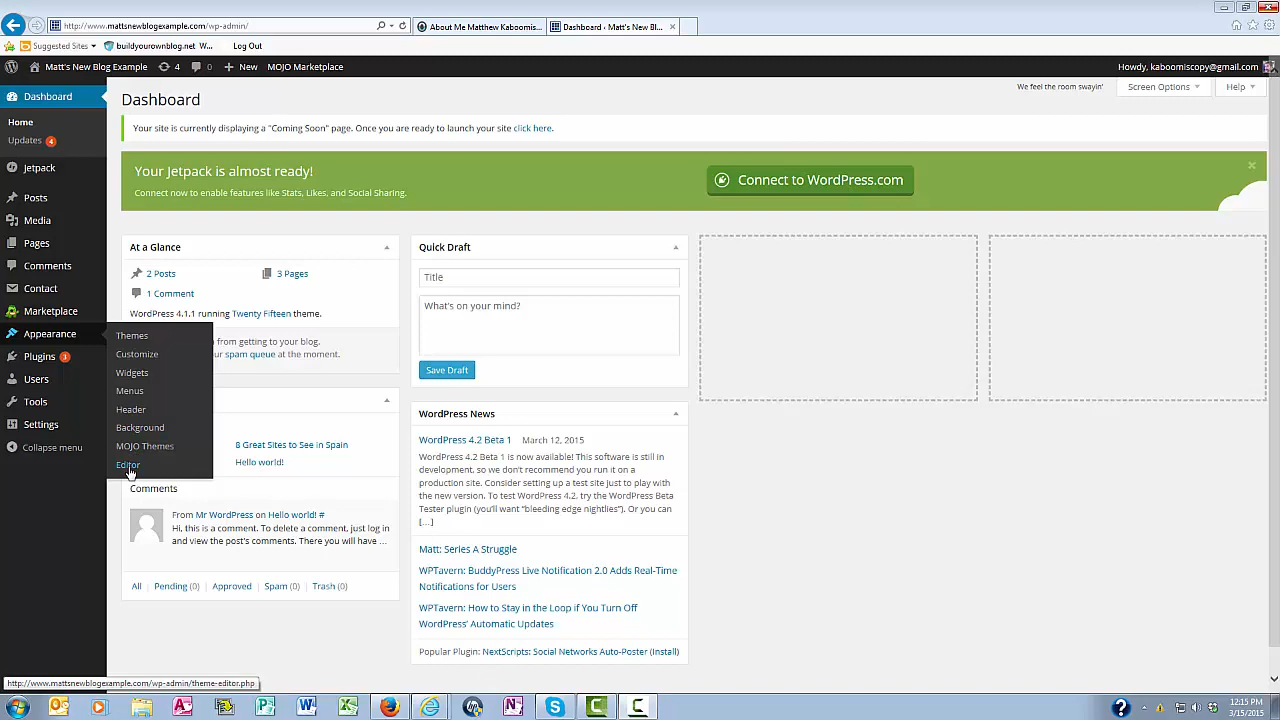 http://www.mattsnewblogexample.com/wp-admin/
About Me Matthew Kaboomis...
Dashboard ‹ Matt's New Bl...
Suggested Sites
buildyourownblog.net W...
Log Out
Matt's New Blog Example
4
0
+ New
MOJO Marketplace
Howdy, kaboomiscopy@gmail.com
Dashboard
Home
Updates 4
Jetpack
Posts
Media
Pages
Comments
Contact
Marketplace
Appearance
Plugins 3
Users
Tools
Settings
Collapse menu
Themes
Customize
Widgets
Menus
Header
Background
MOJO Themes
Editor
We feel the room swayin'
Screen Options
Help
Dashboard
Your site is currently displaying a "Coming Soon" page. Once you are ready to launch your site click here.
Your Jetpack is almost ready!
Connect now to enable features like Stats, Likes, and Social Sharing.
Connect to WordPress.com
At a Glance
2 Posts
3 Pages
1 Comment
WordPress 4.1.1 running Twenty Fifteen theme.
from getting to your blog.
spam queue at the moment.
8 Great Sites to See in Spain
Hello world!
Comments
From Mr WordPress on Hello world! #
Hi, this is a comment. To delete a comment, just log in
and view the post's comments. There you will have ...
All | Pending (0) | Approved | Spam (0) | Trash (0)
Quick Draft
Title
What's on your mind?
Save Draft
WordPress News
WordPress 4.2 Beta 1 March 12, 2015
WordPress 4.2 Beta 1 is now available! This software is still in
development, so we don't recommend you run it on a
production site. Consider setting up a test site just to play with
the new version. To test WordPress 4.2, try the WordPress Beta
Tester plugin (you'll want "bleeding edge nightlies"). Or you can
[...]
Matt: Series A Struggle
WPTavern: BuddyPress Live Notification 2.0 Adds Real-Time
Notifications for Users
WPTavern: How to Stay in the Loop if You Turn Off
WordPress' Automatic Updates
Popular Plugin: NextScripts: Social Networks Auto-Poster (Install)
http://www.mattsnewblogexample.com/wp-admin/theme-editor.php
12:15 PM
3/15/2015